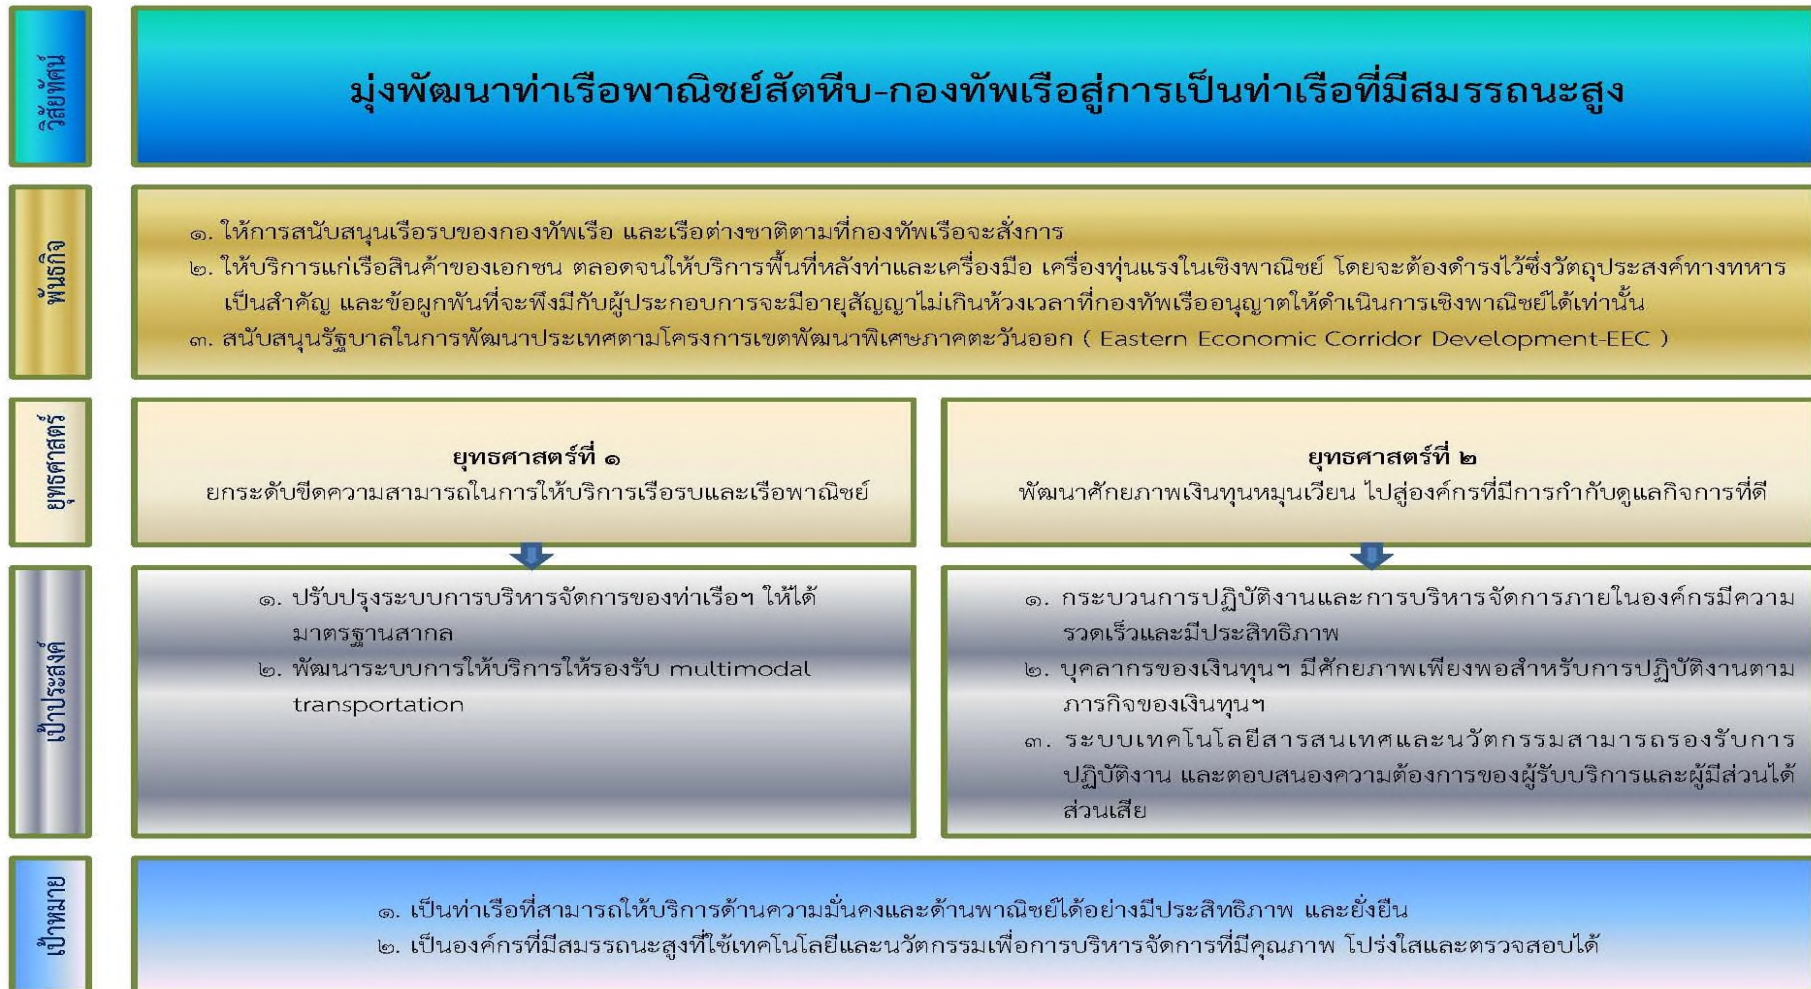 วิสัยทัศน์
มุ่งพัฒนาท่าเรือพาณิชย์สัตหีบ-กองทัพเรือสู่การเป็นท่าเรือที่มีสมรรถนะสูง
พันธกิจ
๑. ให้การสนับสนุนเรือรบของกองทัพเรือ และเรือต่างชาติตามที่กองทัพเรือจะสั่งการ
๒. ให้บริการแก่เรือสินค้าของเอกชน ตลอดจนให้บริการพื้นที่หลังท่าและเครื่องมือ เครื่องทุ่นแรงในเชิงพาณิชย์ โดยจะต้องดำรงไว้ซึ่งวัตถุประสงค์ทางทหาร
เป็นสำคัญ และข้อผูกพันที่จะพึงมีกับผู้ประกอบการจะมีอายุสัญญาไม่เกินห้วงเวลาที่กองทัพเรืออนุญาตให้ดำเนินการเชิงพาณิชย์ได้เท่านั้น
๓. สนับสนุนรัฐบาลในการพัฒนาประเทศตามโครงการเขตพัฒนาพิเศษภาคตะวันออก ( Eastern Economic Corridor Development-EEC )
ยุทธศาสตร์
ยุทธศาสตร์ที่ ๑
ยกระดับขีดความสามารถในการให้บริการเรือรบและเรือพาณิชย์
ยุทธศาสตร์ที่ ๒
พัฒนาศักยภาพเงินทุนหมุนเวียน ไปสู่องค์กรที่มีการกำกับดูแลกิจการที่ดี
เป้าประสงค์
๑. ปรับปรุงระบบการบริหารจัดการของท่าเรือฯ ให้ได้
มาตรฐานสากล
๒. พัฒนาระบบการให้บริการให้รองรับ multimodal
transportation
๑. กระบวนการปฏิบัติงานและการบริหารจัดการภายในองค์กรมีความ
รวดเร็วและมีประสิทธิภาพ
๒. บุคลากรของเงินทุนฯ มีศักยภาพเพียงพอสำหรับการปฏิบัติงานตาม
ภารกิจของเงินทุนฯ
๓. ระบบเทคโนโลยีสารสนเทศและนวัตกรรมสามารถรองรับการ
ปฏิบัติงาน และตอบสนองความต้องการของผู้รับบริการและผู้มีส่วนได้
ส่วนเสีย
เป้าหมาย
๑. เป็นท่าเรือที่สามารถให้บริการด้านความมั่นคงและด้านพาณิชย์ได้อย่างมีประสิทธิภาพ และยั่งยืน
๒. เป็นองค์กรที่มีสมรรถนะสูงที่ใช้เทคโนโลยีและนวัตกรรมเพื่อการบริหารจัดการที่มีคุณภาพ โปร่งใสและตรวจสอบได้